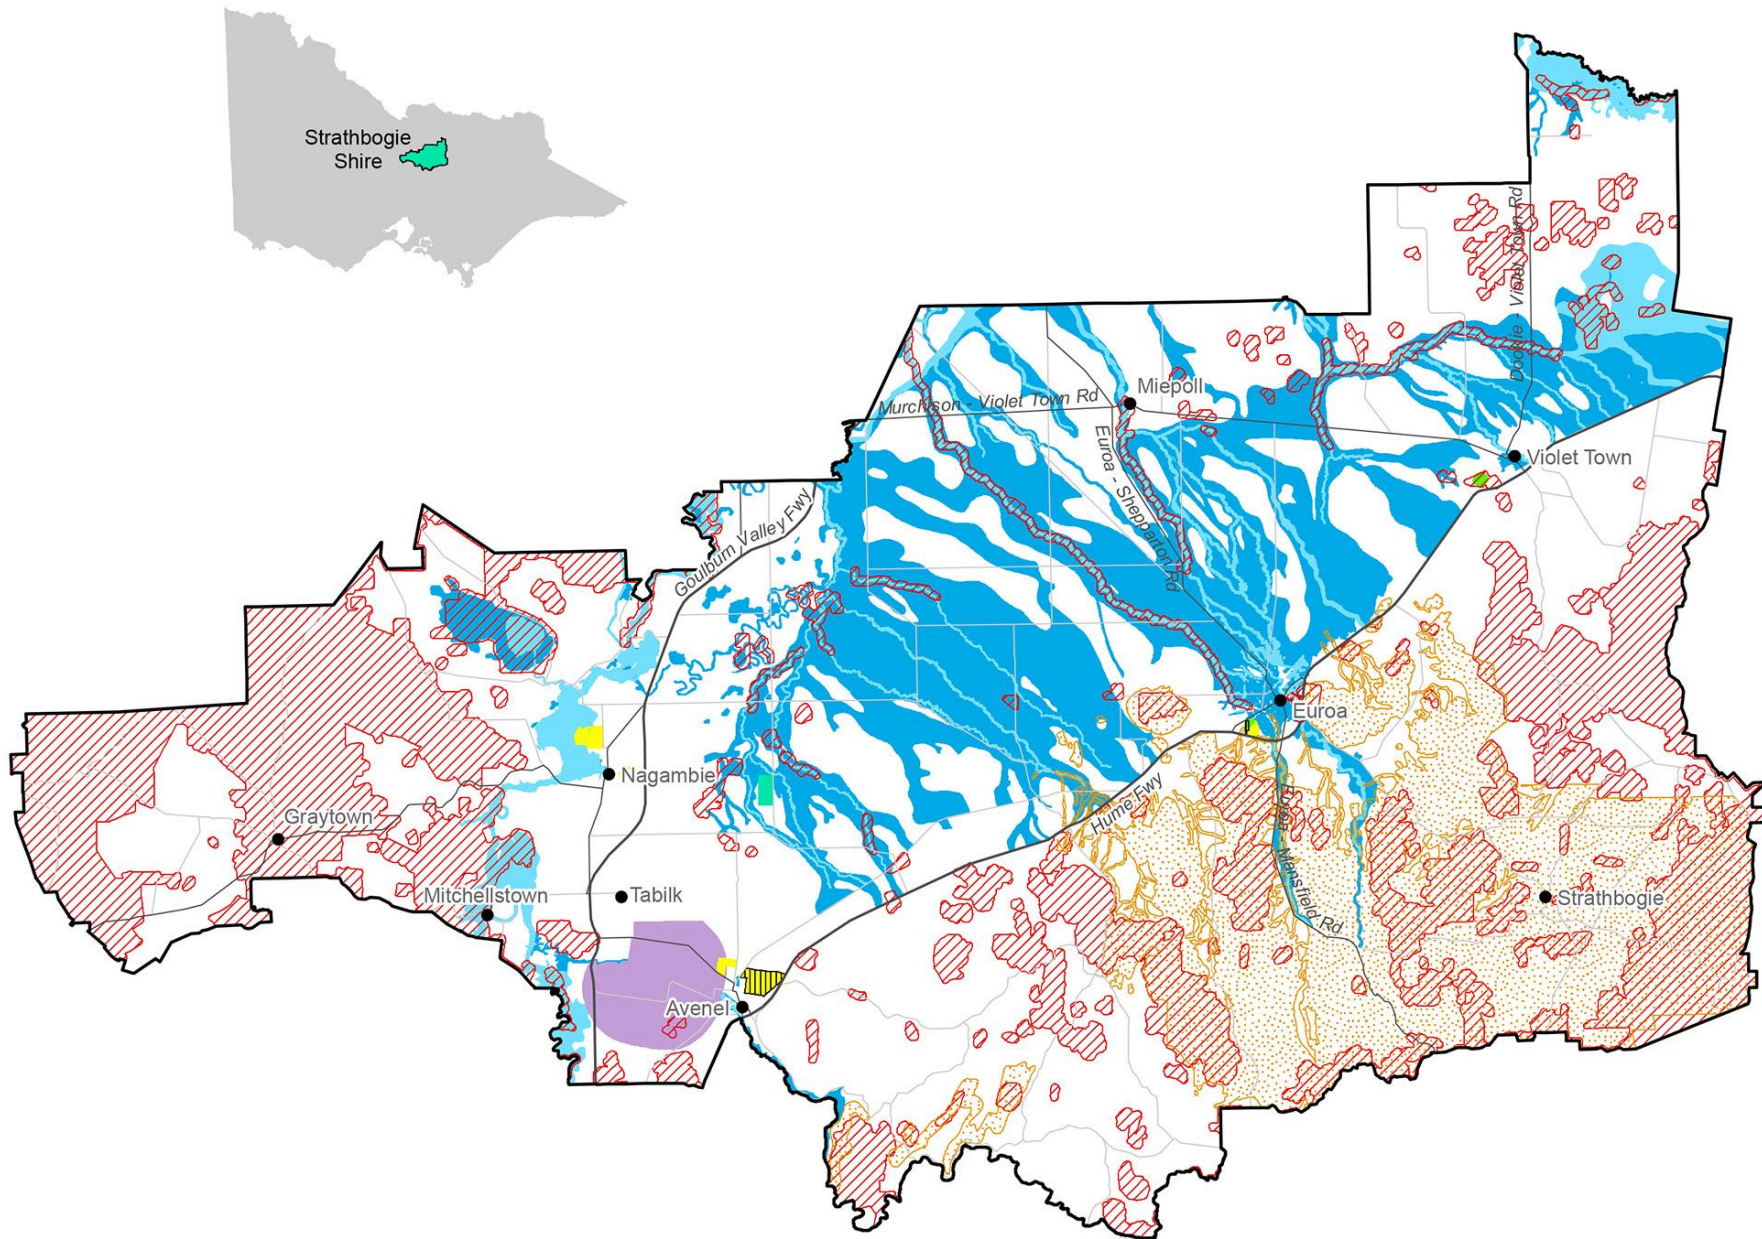 Strathbogie
Shire
Dookie - Violet Town Rd
Miepoll
Murchison - Violet Town Rd
Euroa - Shepparton Rd
Violet Town
Goulburn Valley Fwy
Euroa
Nagambie
Hume Fwy
Graytown
Euroa - Mansfield Rd
Mitchellstown
Tabilk
Strathbogie
Avenel